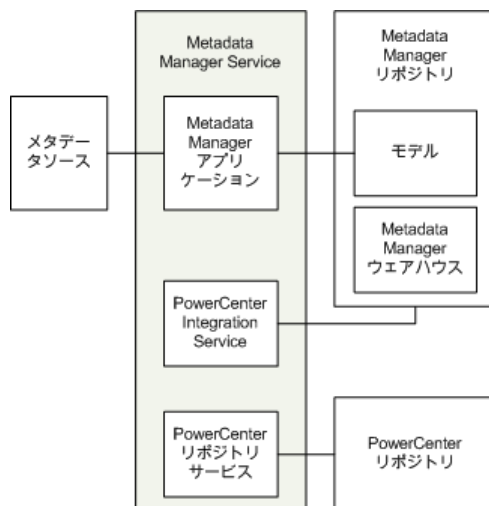 Metadata
Manager Service
Metadata
Manager
リポジトリ
メタデー
タソース
Metadata
Manager
アプリ
ケーション
モデル
Metadata
Manager
ウェアハウス
PowerCenter
Integration
Service
PowerCenter
リポジトリ
サービス
PowerCenter
リポジトリ